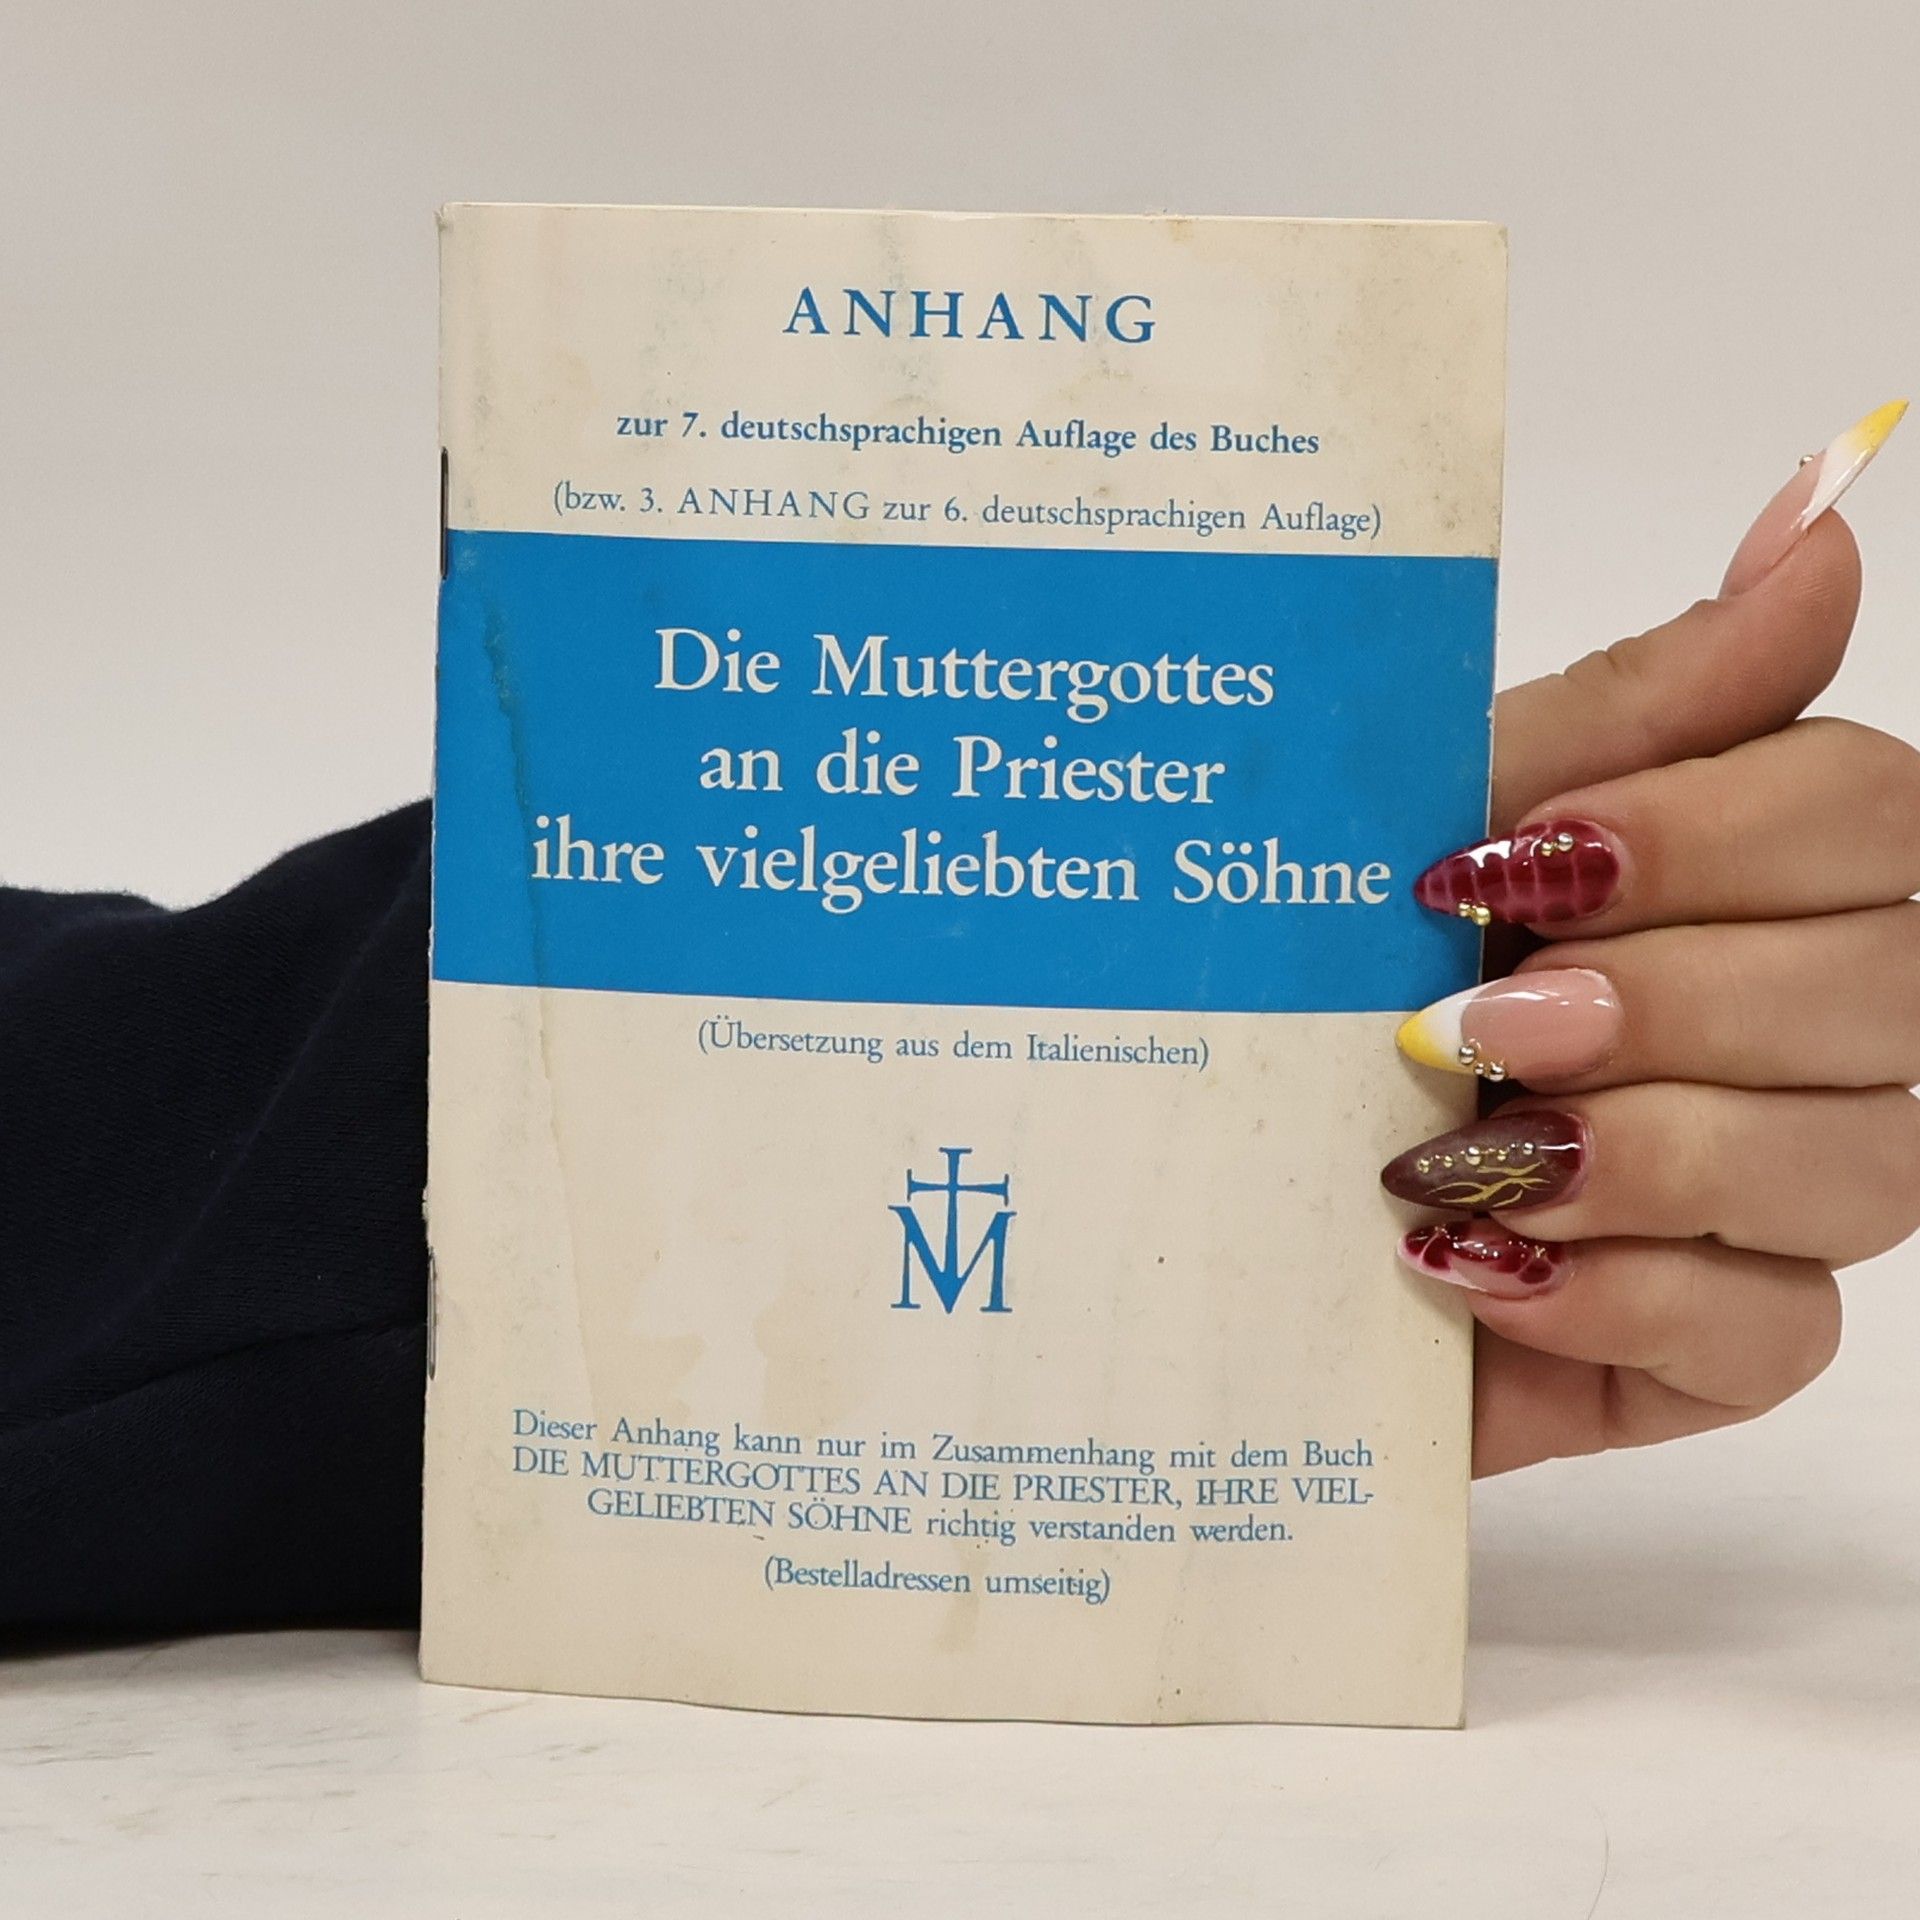 ANHANG
zur 7. deutschsprachigen Auflage des Buches
(bzw. 3. ANHANG zur 6. deutschsprachigen Auflage)
Die Muttergottes
an die Priester
ihre vielgeliebten Söhne
(Übersetzung aus dem Italienischen)
M
Dieser Anhang kann nur im Zusammenhang mit dem Buch
DIE MUTTERGOTTES AN DIE PRIESTER, IHRE VIEL-
GELIEBTEN SÖHNE richtig verstanden werden.
(Bestelladressen umseitig)